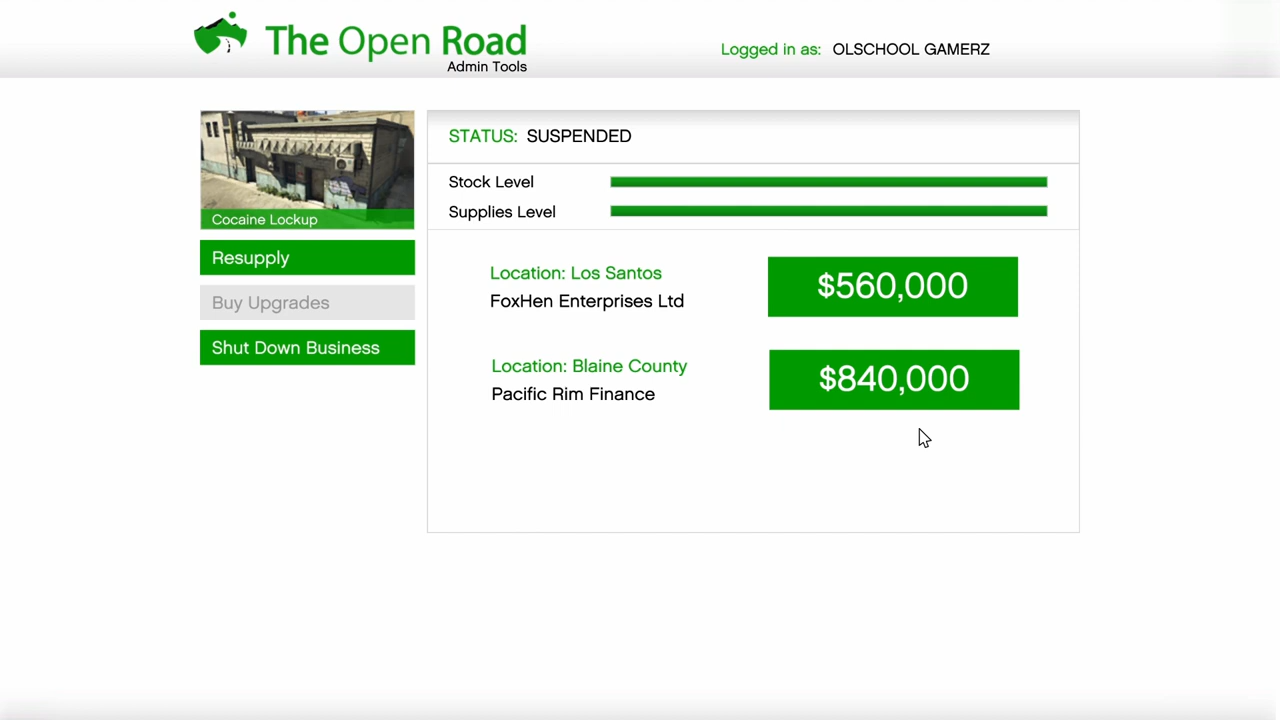 The Open Road
Admin Tools
Logged in as: OLSCHOOL GAMERZ
Cocaine Lockup
Resupply
Buy Upgrades
Shut Down Business
STATUS: SUSPENDED
Stock Level
Supplies Level
Location: Los Santos
FoxHen Enterprises Ltd
$560,000
Location: Blaine County
Pacific Rim Finance
$840,000